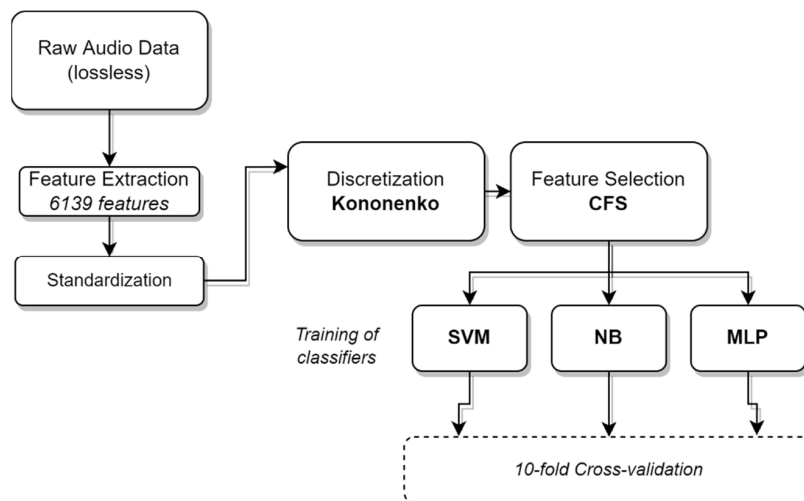 Raw Audio Data
(lossless)
Feature Extraction
6139 features
Standardization
Discretization
Kononenko
Feature Selection
CFS
Training of
classifiers
SVM
NB
MLP
10-fold Cross-validation